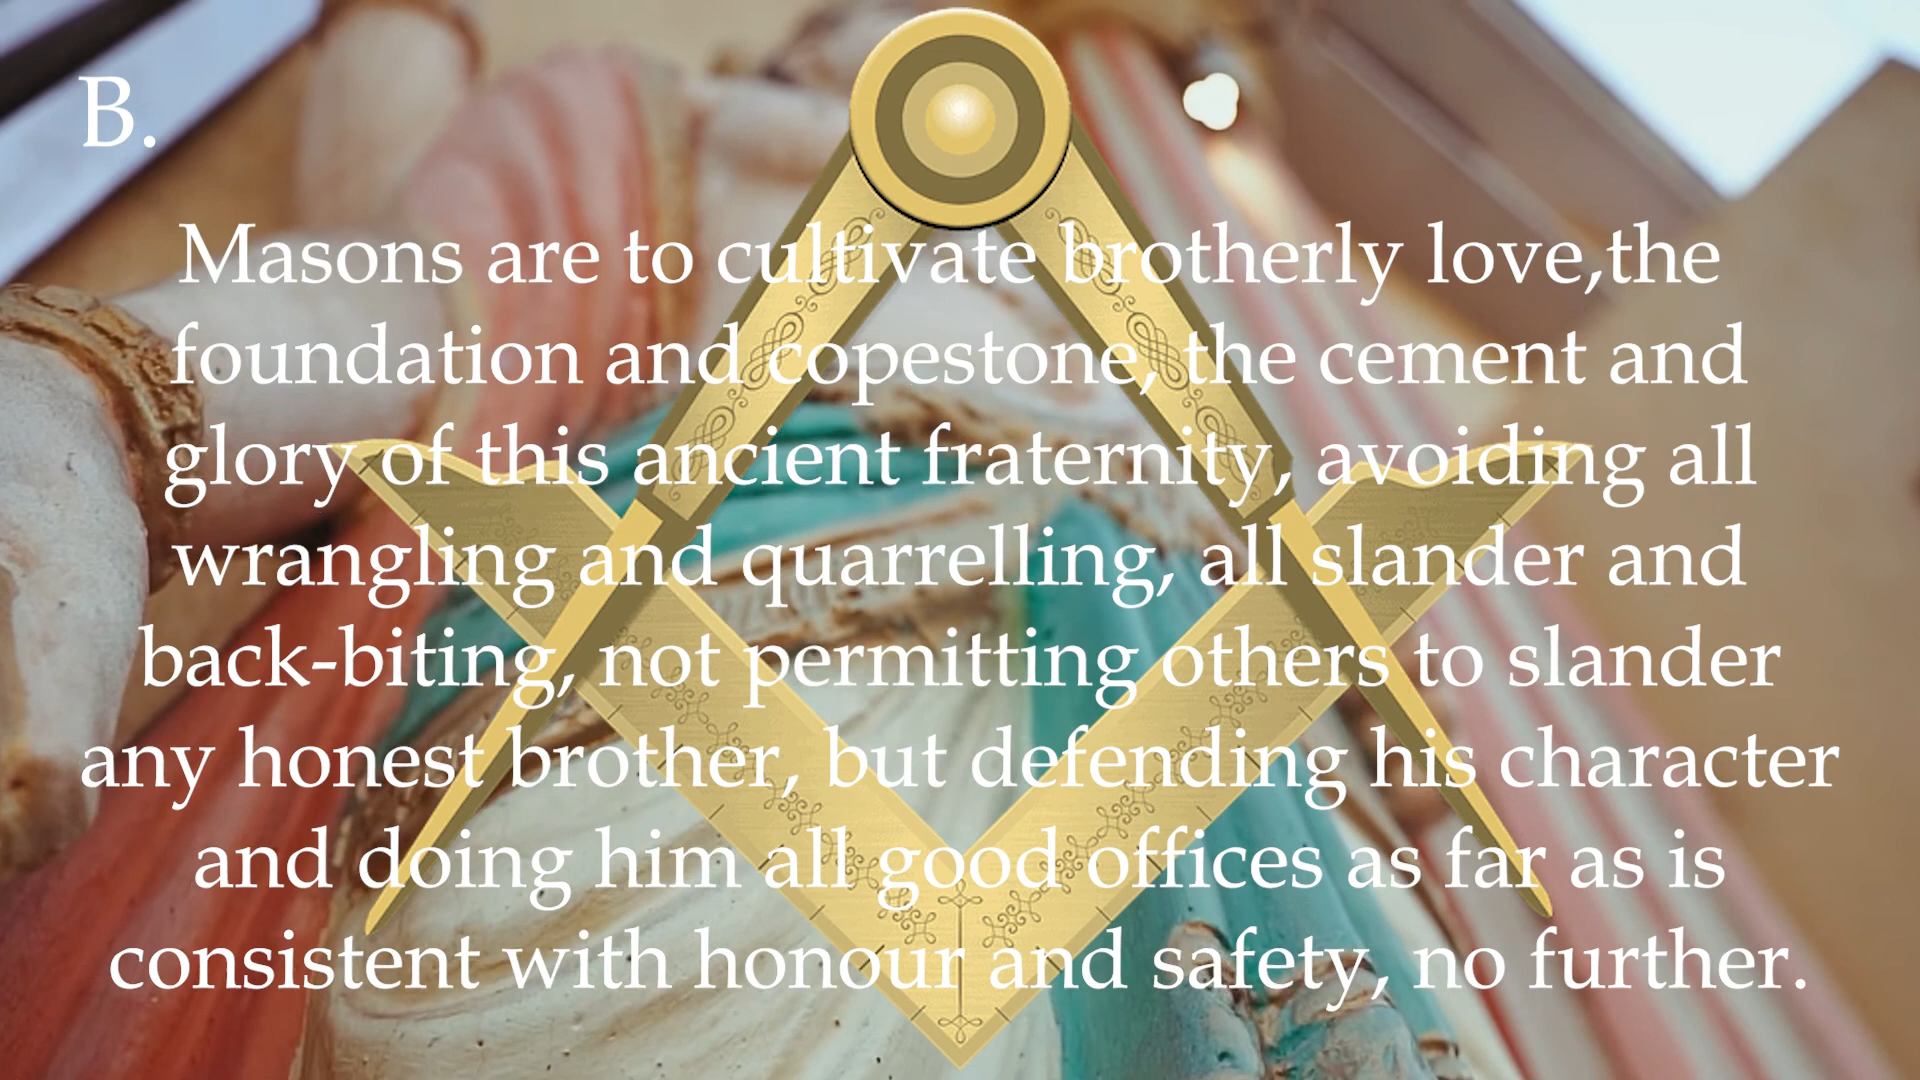 B.
Masons are to cultivate brotherly love,the
foundation and copestone, the cement and
glory of this ancient fraternity, avoiding all
wrangling and quarrelling, all slander and
back-biting, not permitting others to slander
any honest brother, but defending his character
and doing him all good offices as far as is
consistent with honour and safety, no further.